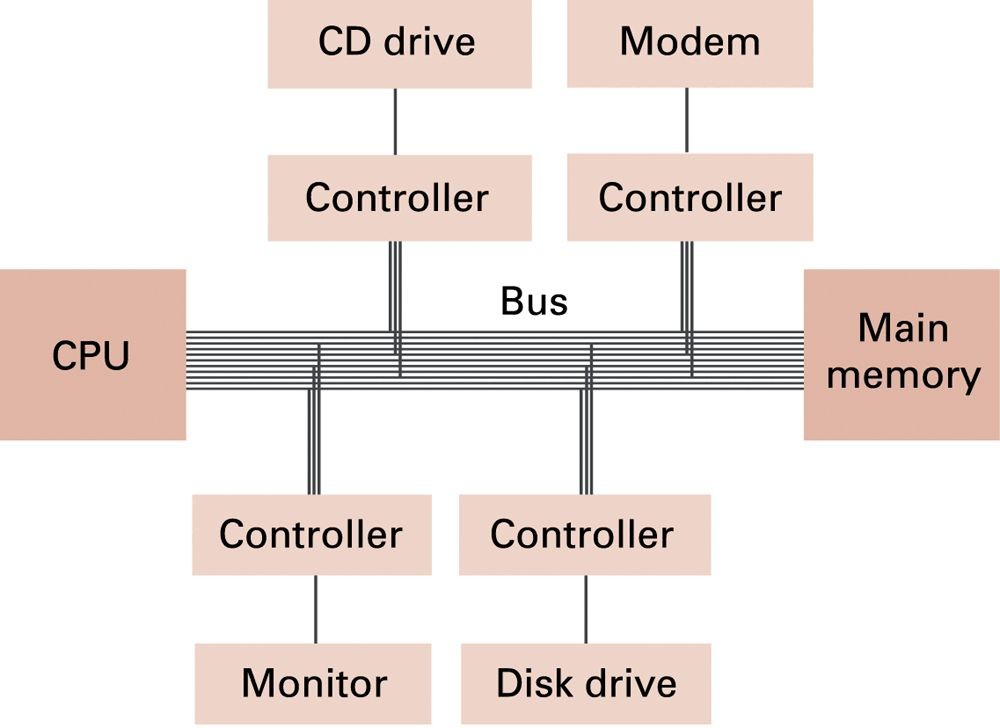 CD drive
Modem
Controller
Controller
Bus
CPU
Main
memory
Controller
Controller
Monitor
Disk drive